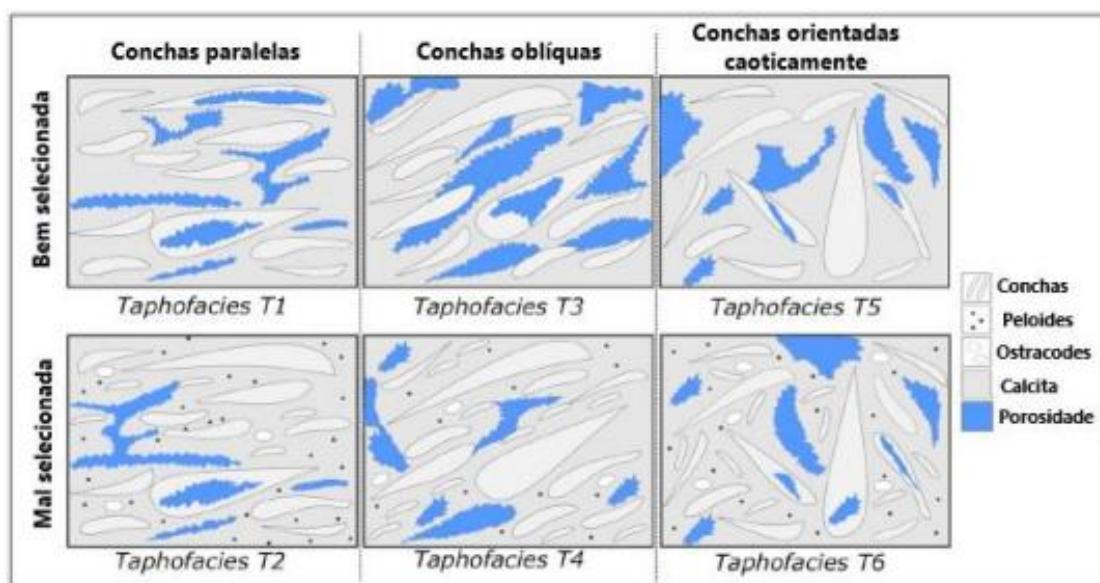 Conchas paralelas
Conchas oblíquas
Conchas orientadas
caoticamente
Bem selecionada
Taphofacies T1
Taphofacies T3
Taphofacies T5
Mal selecionada
Taphofacies T2
Taphofacies T4
Taphofacies T6
Conchas
Peloides
Ostracodes
Calcita
Porosidade